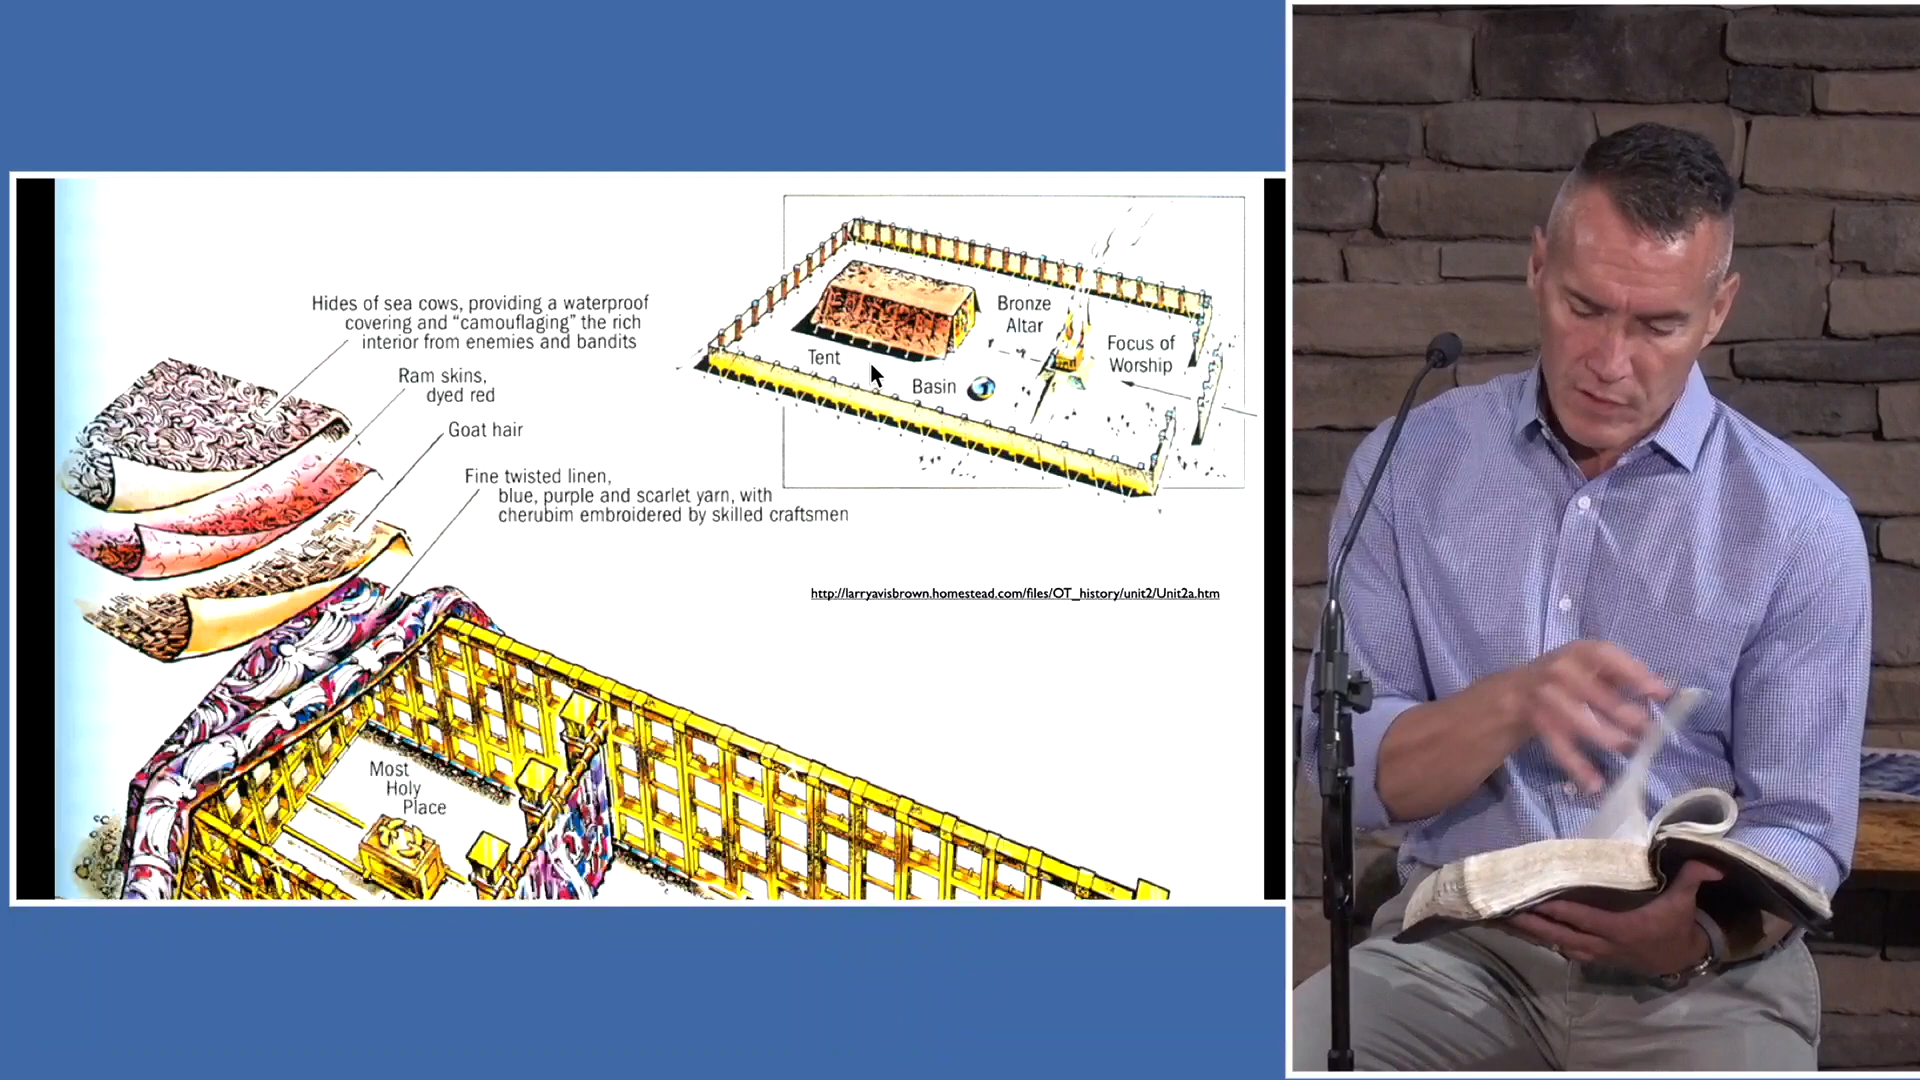 Hides of sea cows, providing a waterproof
covering and “camouflaging” the rich
interior from enemies and bandits
Ram skins,
dyed red
Goat hair
Fine twisted linen,
blue, purple and scarlet yarn, with
cherubim embroidered by skilled craftsmen
Most
Holy
Place
Bronze
Altar
Focus of
Worship
Tent
Basin
http://larryavisbrown.homestead.com/files/OT_history/unit2/Unit2a.htm